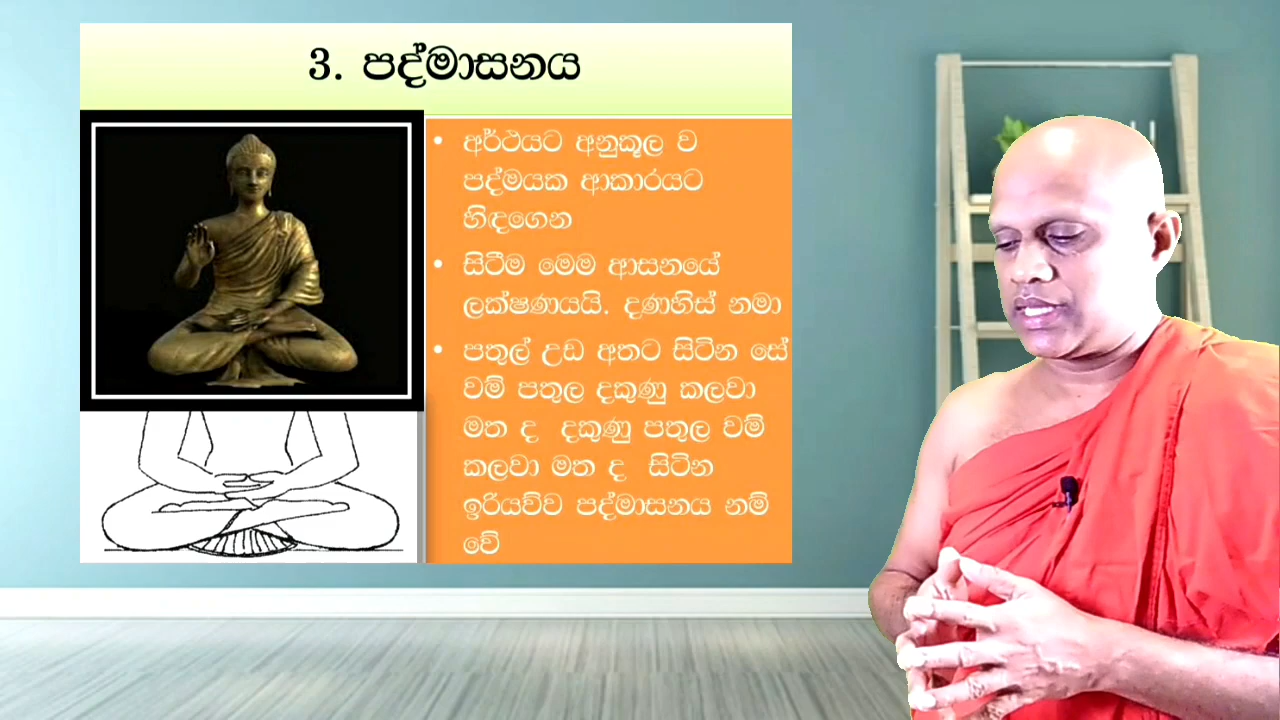 3. පද්මාසනය
• අර්ථයට අනුකූල ව
පද්මයක ආකාරයට
හිඳගෙන
• සිටීම මෙම ආසනයේ
ලක්ෂණයයි. දණහිස් නමා
• පතුල් උඩ අතට සිටින සේ
වම් පතුල දකුණු කලවා
මත ද දකුණු පතුල වම්
කලවා මත ද සිටින
ඉරියව්ව පද්මාසනය නම්
වේ